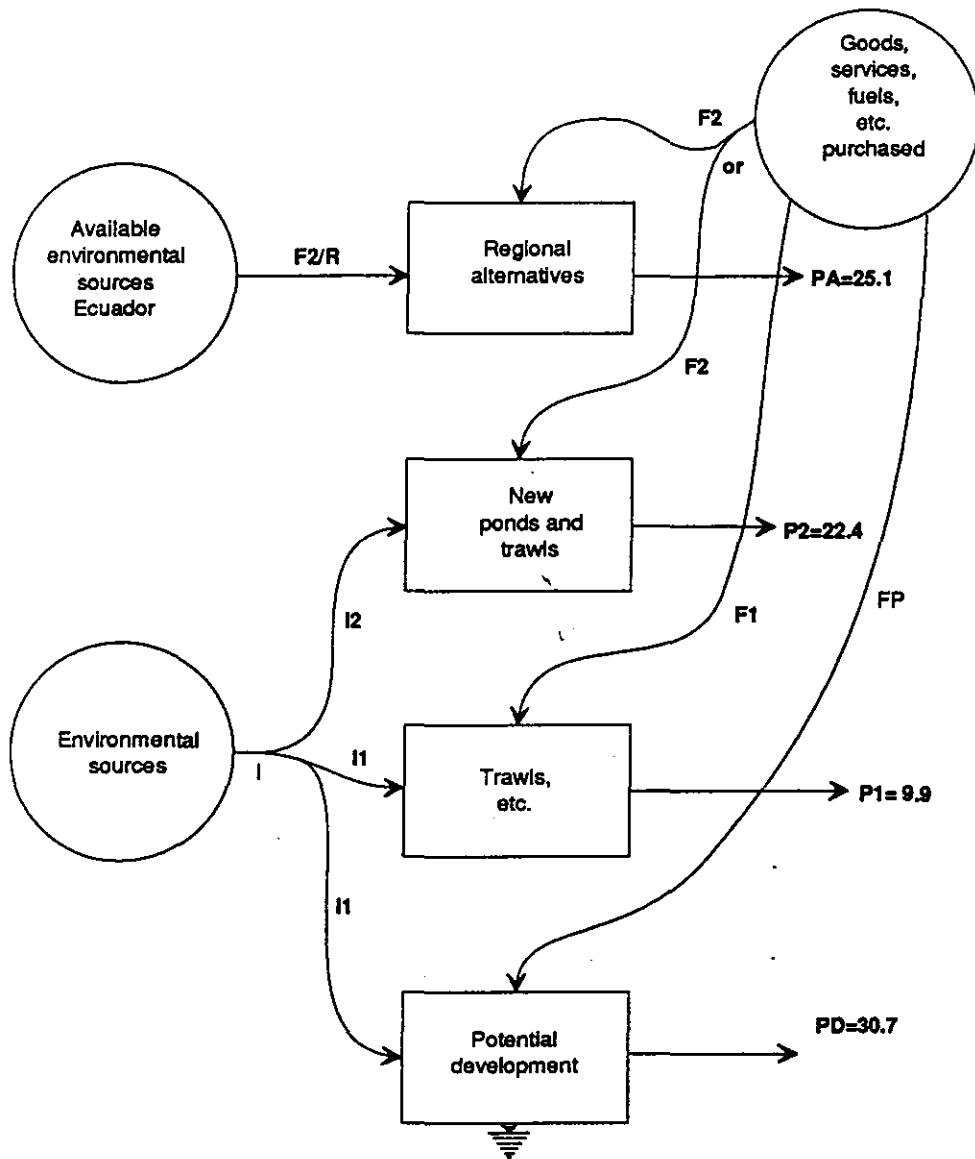 Goods,
services,
fuels,
etc.
purchased
F2
or
Available
environmental
sources
Ecuador
F2/R
Regional
alternatives
PA=25.1
F2
New
ponds and
trawls
P2=22.4
I2
F1
FP
Environmental
sources
I
I1
Trawls,
etc.
P1= 9.9
I1
Potential
development
PD=30.7